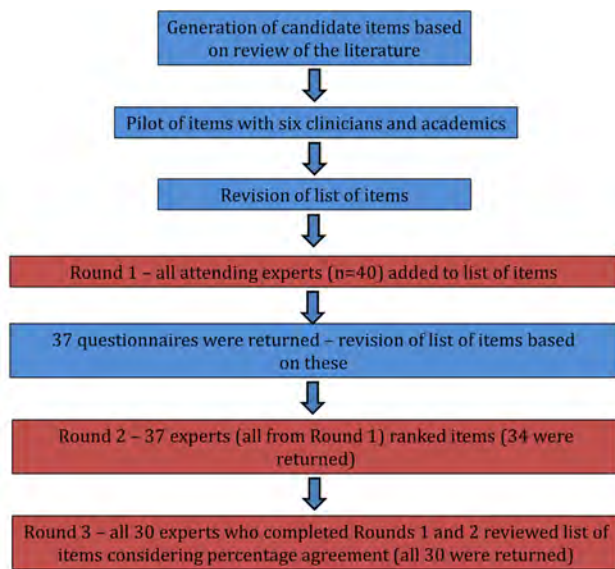 Generation of candidate items based
on review of the literature
Pilot of items with six clinicians and academics
Revision of list of items
Round 1 – all attending experts (n=40) added to list of items
37 questionnaires were returned – revision of list of items based
on these
Round 2 – 37 experts (all from Round 1) ranked items (34 were
returned)
Round 3 – all 30 experts who completed Rounds 1 and 2 reviewed list
of items considering percentage agreement (all 30 were returned)